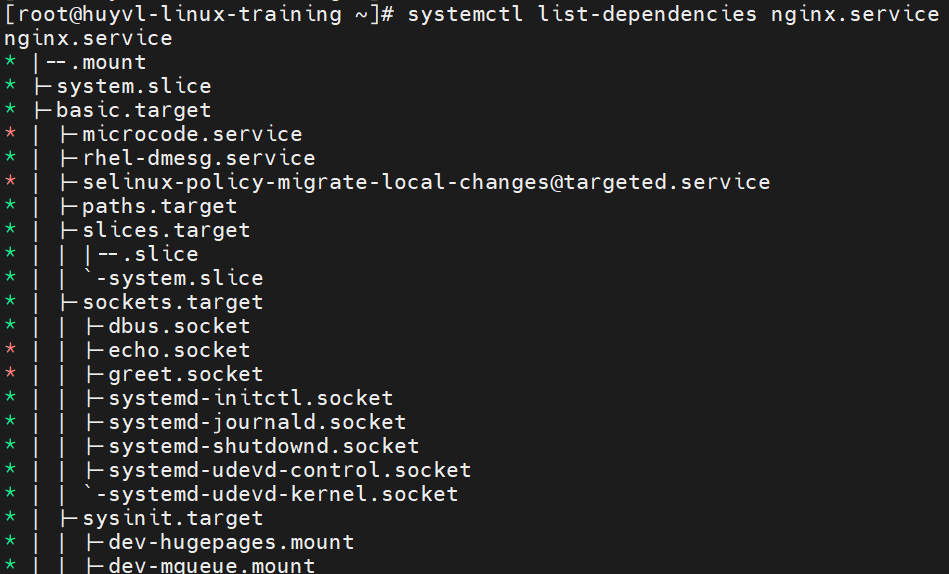 [root@huyvl-linux-training ~]# systemctl list-dependencies nginx.service
nginx.service
* |--.mount
* ├─system.slice
* ├─basic.target
* | ├─microcode.service
* | ├─rhel-dmesg.service
* | ├─selinux-policy-migrate-local-changes@targeted.service
* | ├─paths.target
* | ├─slices.target
* | | |--.slice
* | | `-system.slice
* | ├─sockets.target
* | | ├─dbus.socket
* | | ├─echo.socket
* | | ├─greet.socket
* | | ├─systemd-initctl.socket
* | | ├─systemd-journald.socket
* | | ├─systemd-shutdownd.socket
* | | ├─systemd-udevd-control.socket
* | | `-systemd-udevd-kernel.socket
* | ├─sysinit.target
* | | ├─dev-hugepages.mount
* | | ├─dev-mqueue.mount